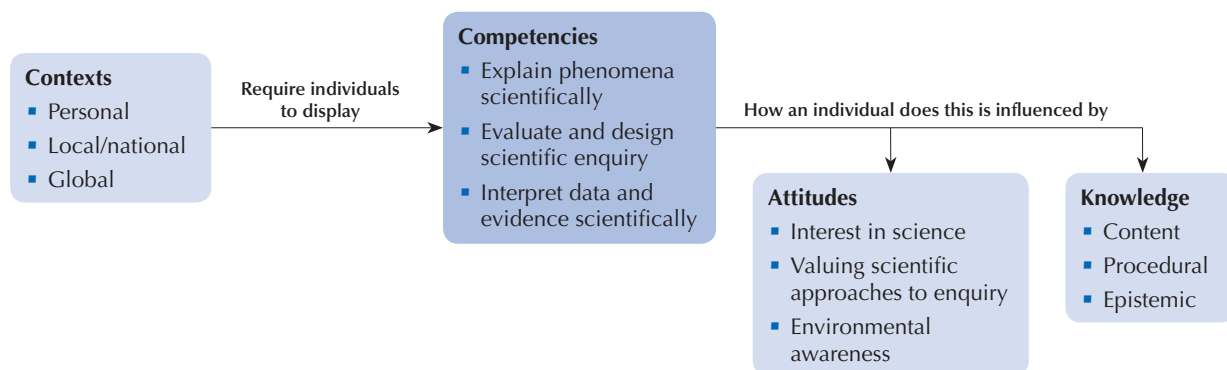 Contexts
▪ Personal
▪ Local/national
▪ Global
Require individuals
to display
Competencies
▪ Explain phenomena
scientifically
▪ Evaluate and design
scientific enquiry
▪ Interpret data and
evidence scientifically
How an individual does this is influenced by
Attitudes
▪ Interest in science
▪ Valuing scientific
approaches to enquiry
▪ Environmental
awareness
Knowledge
▪ Content
▪ Procedural
▪ Epistemic